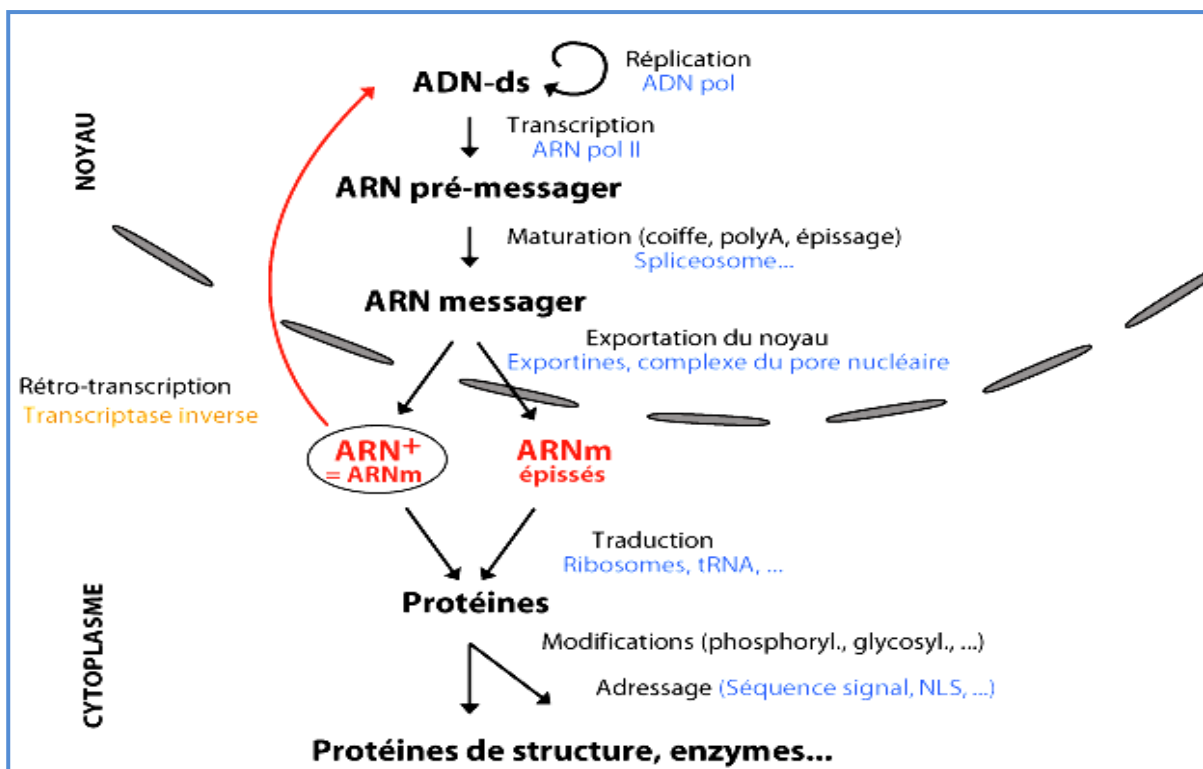 Réplication
ADN-ds
ADN pol
NOYAU
Transcription
ARN pol II
ARN pré-messager
Maturation (coiffe, polyA, épissage)
Spliceosome...
ARN messager
Exportation du noyau
Exportines, complexe du pore nucléaire
Rétro-transcription
Transcriptase inverse
ARN+
= ARNm
ARNm
épissés
Traduction
Ribosomes, tRNA, ...
CYTOPLASME
Protéines
Modifications (phosphoryl., glycosyl., ...)
Adressage (Séquence signal, NLS, ...)
Protéines de structure, enzymes...